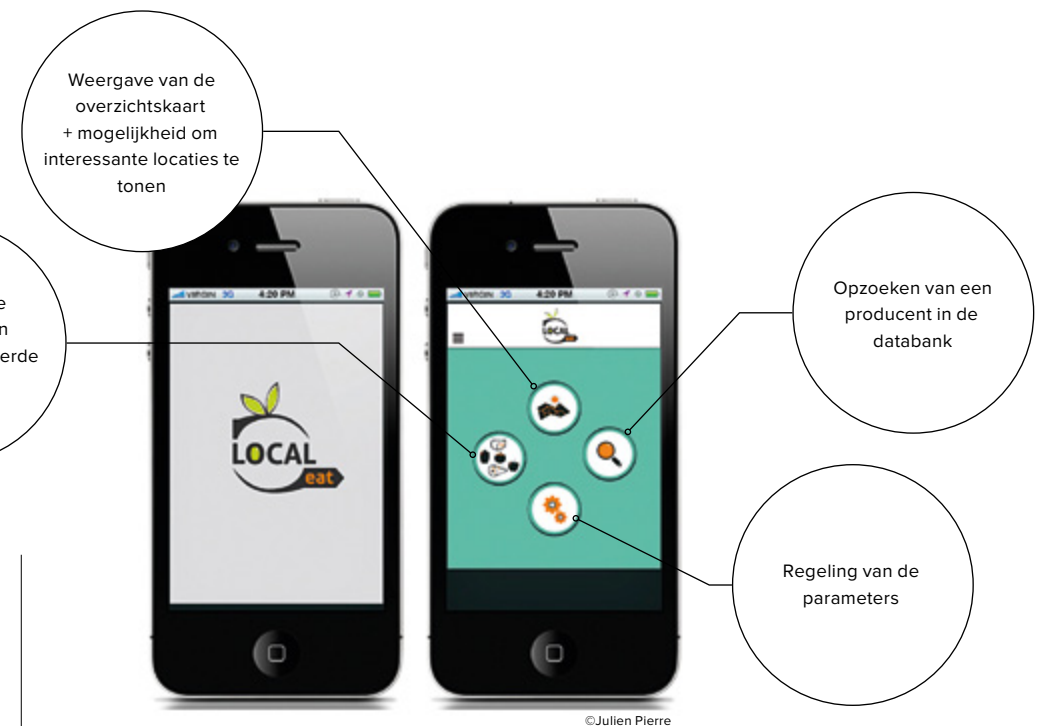 Weergave van de
overzichtskaart
+ mogelijkheid om
interessante locaties te
tonen
erde
Opzoeken van een
producent in de
databank
Regeling van de
parameters
VIRGIN 3G 4:20 PM
LOCAL
eat
VIRGIN 3G 4:20 PM
LOCAL
eat
©Julien Pierre